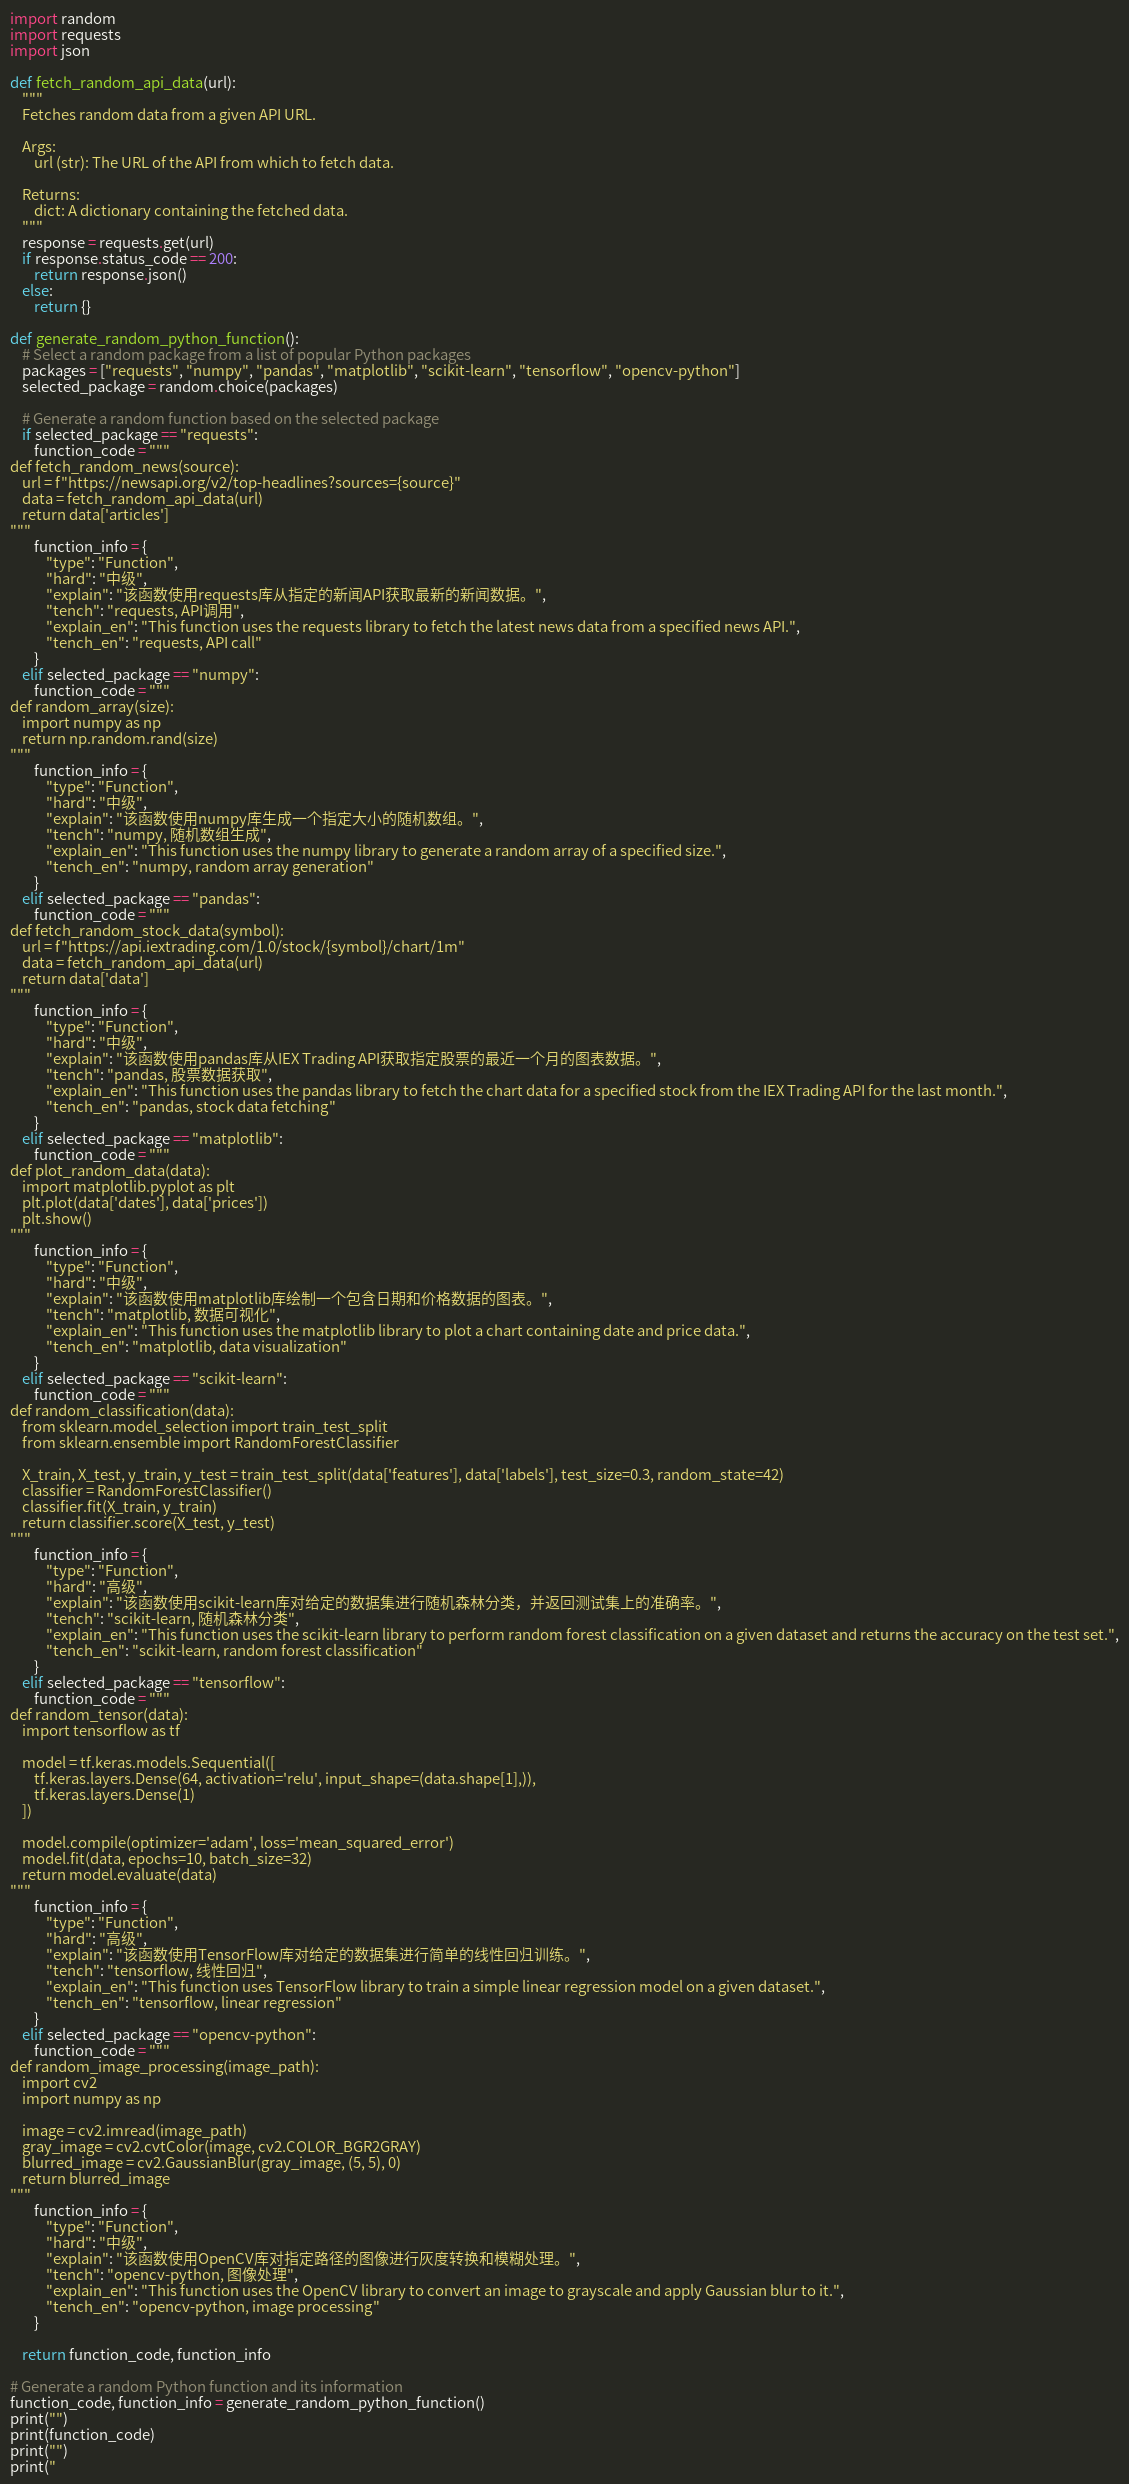 import random
import requests
import json

def fetch_random_api_data(url):
    """
    Fetches random data from a given API URL.

    Args:
        url (str): The URL of the API from which to fetch data.

    Returns:
        dict: A dictionary containing the fetched data.
    """
    response = requests.get(url)
    if response.status_code == 200:
        return response.json()
    else:
        return {}

def generate_random_python_function():
    # Select a random package from a list of popular Python packages
    packages = ["requests", "numpy", "pandas", "matplotlib", "scikit-learn", "tensorflow", "opencv-python"]
    selected_package = random.choice(packages)

    # Generate a random function based on the selected package
    if selected_package == "requests":
        function_code = """
def fetch_random_news(source):
    url = f"https://newsapi.org/v2/top-headlines?sources={source}"
    data = fetch_random_api_data(url)
    return data['articles']
"""
        function_info = {
            "type": "Function",
            "hard": "中级",
            "explain": "该函数使用requests库从指定的新闻API获取最新的新闻数据。",
            "tench": "requests, API调用",
            "explain_en": "This function uses the requests library to fetch the latest news data from a specified news API.",
            "tench_en": "requests, API call"
        }
    elif selected_package == "numpy":
        function_code = """
def random_array(size):
    import numpy as np
    return np.random.rand(size)
"""
        function_info = {
            "type": "Function",
            "hard": "中级",
            "explain": "该函数使用numpy库生成一个指定大小的随机数组。",
            "tench": "numpy, 随机数组生成",
            "explain_en": "This function uses the numpy library to generate a random array of a specified size.",
            "tench_en": "numpy, random array generation"
        }
    elif selected_package == "pandas":
        function_code = """
def fetch_random_stock_data(symbol):
    url = f"https://api.iextrading.com/1.0/stock/{symbol}/chart/1m"
    data = fetch_random_api_data(url)
    return data['data']
"""
        function_info = {
            "type": "Function",
            "hard": "中级",
            "explain": "该函数使用pandas库从IEX Trading API获取指定股票的最近一个月的图表数据。",
            "tench": "pandas, 股票数据获取",
            "explain_en": "This function uses the pandas library to fetch the chart data for a specified stock from the IEX Trading API for the last month.",
            "tench_en": "pandas, stock data fetching"
        }
    elif selected_package == "matplotlib":
        function_code = """
def plot_random_data(data):
    import matplotlib.pyplot as plt
    plt.plot(data['dates'], data['prices'])
    plt.show()
"""
        function_info = {
            "type": "Function",
            "hard": "中级",
            "explain": "该函数使用matplotlib库绘制一个包含日期和价格数据的图表。",
            "tench": "matplotlib, 数据可视化",
            "explain_en": "This function uses the matplotlib library to plot a chart containing date and price data.",
            "tench_en": "matplotlib, data visualization"
        }
    elif selected_package == "scikit-learn":
        function_code = """
def random_classification(data):
    from sklearn.model_selection import train_test_split
    from sklearn.ensemble import RandomForestClassifier

    X_train, X_test, y_train, y_test = train_test_split(data['features'], data['labels'], test_size=0.3, random_state=42)
    classifier = RandomForestClassifier()
    classifier.fit(X_train, y_train)
    return classifier.score(X_test, y_test)
"""
        function_info = {
            "type": "Function",
            "hard": "高级",
            "explain": "该函数使用scikit-learn库对给定的数据集进行随机森林分类，并返回测试集上的准确率。",
            "tench": "scikit-learn, 随机森林分类",
            "explain_en": "This function uses the scikit-learn library to perform random forest classification on a given dataset and returns the accuracy on the test set.",
            "tench_en": "scikit-learn, random forest classification"
        }
    elif selected_package == "tensorflow":
        function_code = """
def random_tensor(data):
    import tensorflow as tf

    model = tf.keras.models.Sequential([
        tf.keras.layers.Dense(64, activation='relu', input_shape=(data.shape[1],)),
        tf.keras.layers.Dense(1)
    ])

    model.compile(optimizer='adam', loss='mean_squared_error')
    model.fit(data, epochs=10, batch_size=32)
    return model.evaluate(data)
"""
        function_info = {
            "type": "Function",
            "hard": "高级",
            "explain": "该函数使用TensorFlow库对给定的数据集进行简单的线性回归训练。",
            "tench": "tensorflow, 线性回归",
            "explain_en": "This function uses TensorFlow library to train a simple linear regression model on a given dataset.",
            "tench_en": "tensorflow, linear regression"
        }
    elif selected_package == "opencv-python":
        function_code = """
def random_image_processing(image_path):
    import cv2
    import numpy as np

    image = cv2.imread(image_path)
    gray_image = cv2.cvtColor(image, cv2.COLOR_BGR2GRAY)
    blurred_image = cv2.GaussianBlur(gray_image, (5, 5), 0)
    return blurred_image
"""
        function_info = {
            "type": "Function",
            "hard": "中级",
            "explain": "该函数使用OpenCV库对指定路径的图像进行灰度转换和模糊处理。",
            "tench": "opencv-python, 图像处理",
            "explain_en": "This function uses the OpenCV library to convert an image to grayscale and apply Gaussian blur to it.",
            "tench_en": "opencv-python, image processing"
        }

    return function_code, function_info

# Generate a random Python function and its information
function_code, function_info = generate_random_python_function()
print("")
print(function_code)
print("")
print("